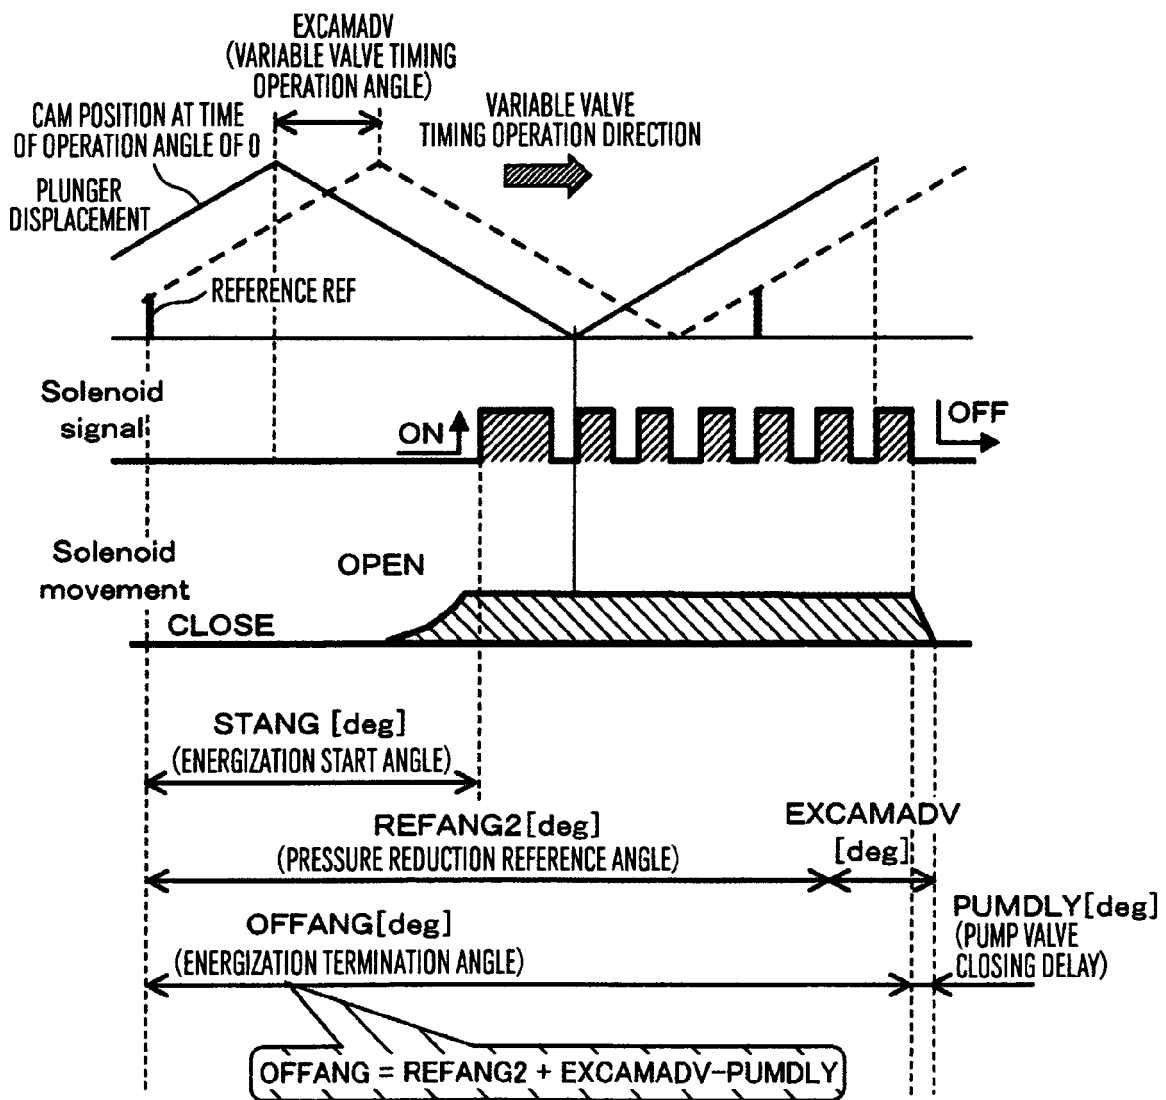 EXCAMADV
(VARIABLE VALVE TIMING
OPERATION ANGLE)
CAM POSITION AT TIME
OF OPERATION ANGLE OF 0
VARIABLE VALVE
TIMING OPERATION DIRECTION
PLUNGER
DISPLACEMENT
REFERENCE REF
Solenoid
signal
ON
OFF
Solenoid
movement
OPEN
CLOSE
STANG [deg]
(ENERGIZATION START ANGLE)
REFANG2[deg]
(PRESSURE REDUCTION REFERENCE ANGLE)
EXCAMADV
[deg]
OFFANG[deg]
(ENERGIZATION TERMINATION ANGLE)
PUMDLY[deg]
(PUMP VALVE
CLOSING DELAY)
OFFANG = REFANG2 + EXCAMADV-PUMDLY